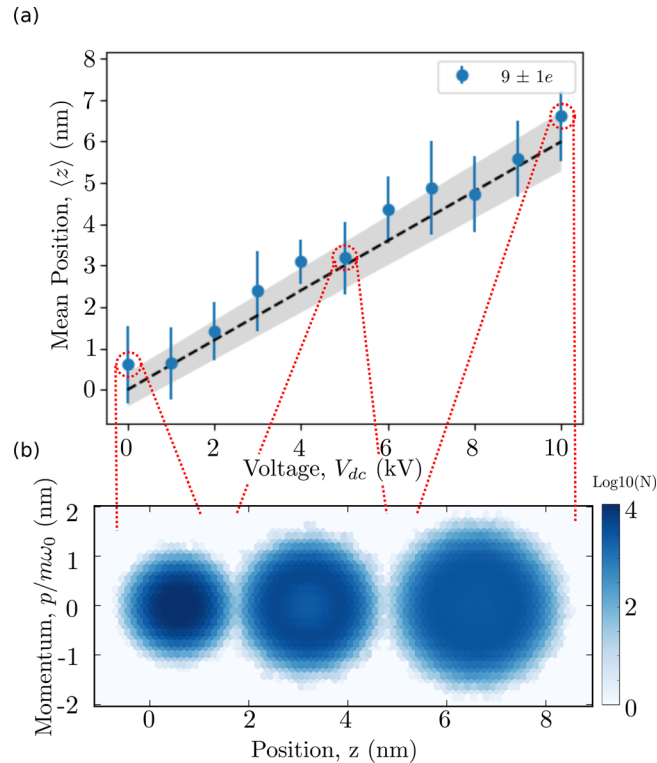 (a)
8
7
6
5
4
3
2
1
0
Mean Position, ⟨z⟩ (nm)
9 ± 1e
0 2 4 6 8 10
Voltage, V_dc (kV)
(b)
Log10(N)
2
1
0
-1
-2
Momentum, p/mω₀ (nm)
4
2
0
0 2 4 6 8
Position, z (nm)